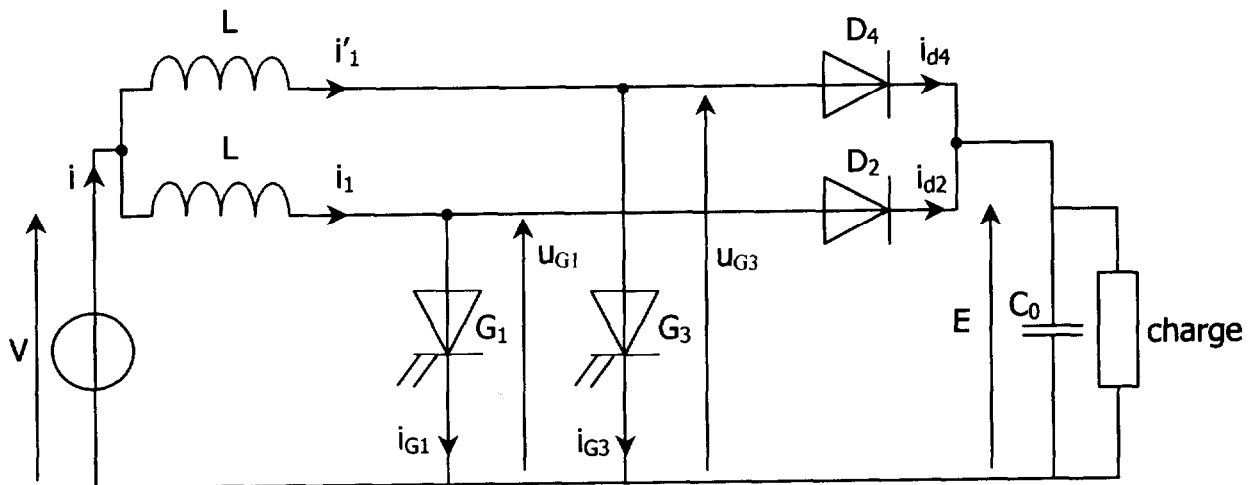 L
i'1
D4
id4
i
L
i1
D2
id2
V
uG1
uG3
G1
G3
E
C0
charge
iG1
iG3